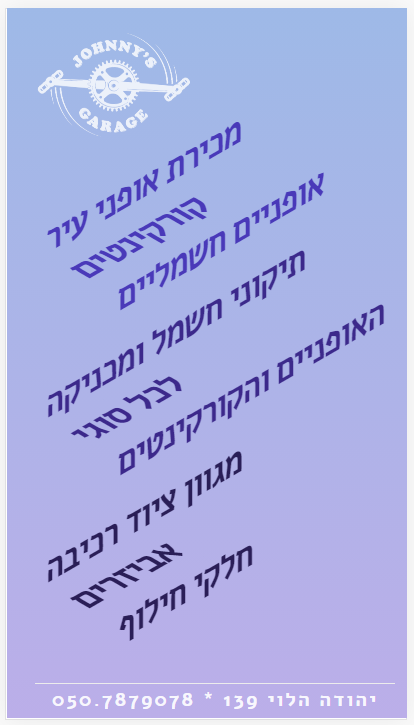 JOHNNY'S
GARAGE
מכירת אופני עיר
קורקינטים
אופניים חשמליים
תיקוני חשמל ומכניקה
לכל סוגי
האופניים והקורקינטים
מגוון ציוד רכיבה
אביזרים
חלקי חילוף
יהודה הלוי 139 * 050.7879078